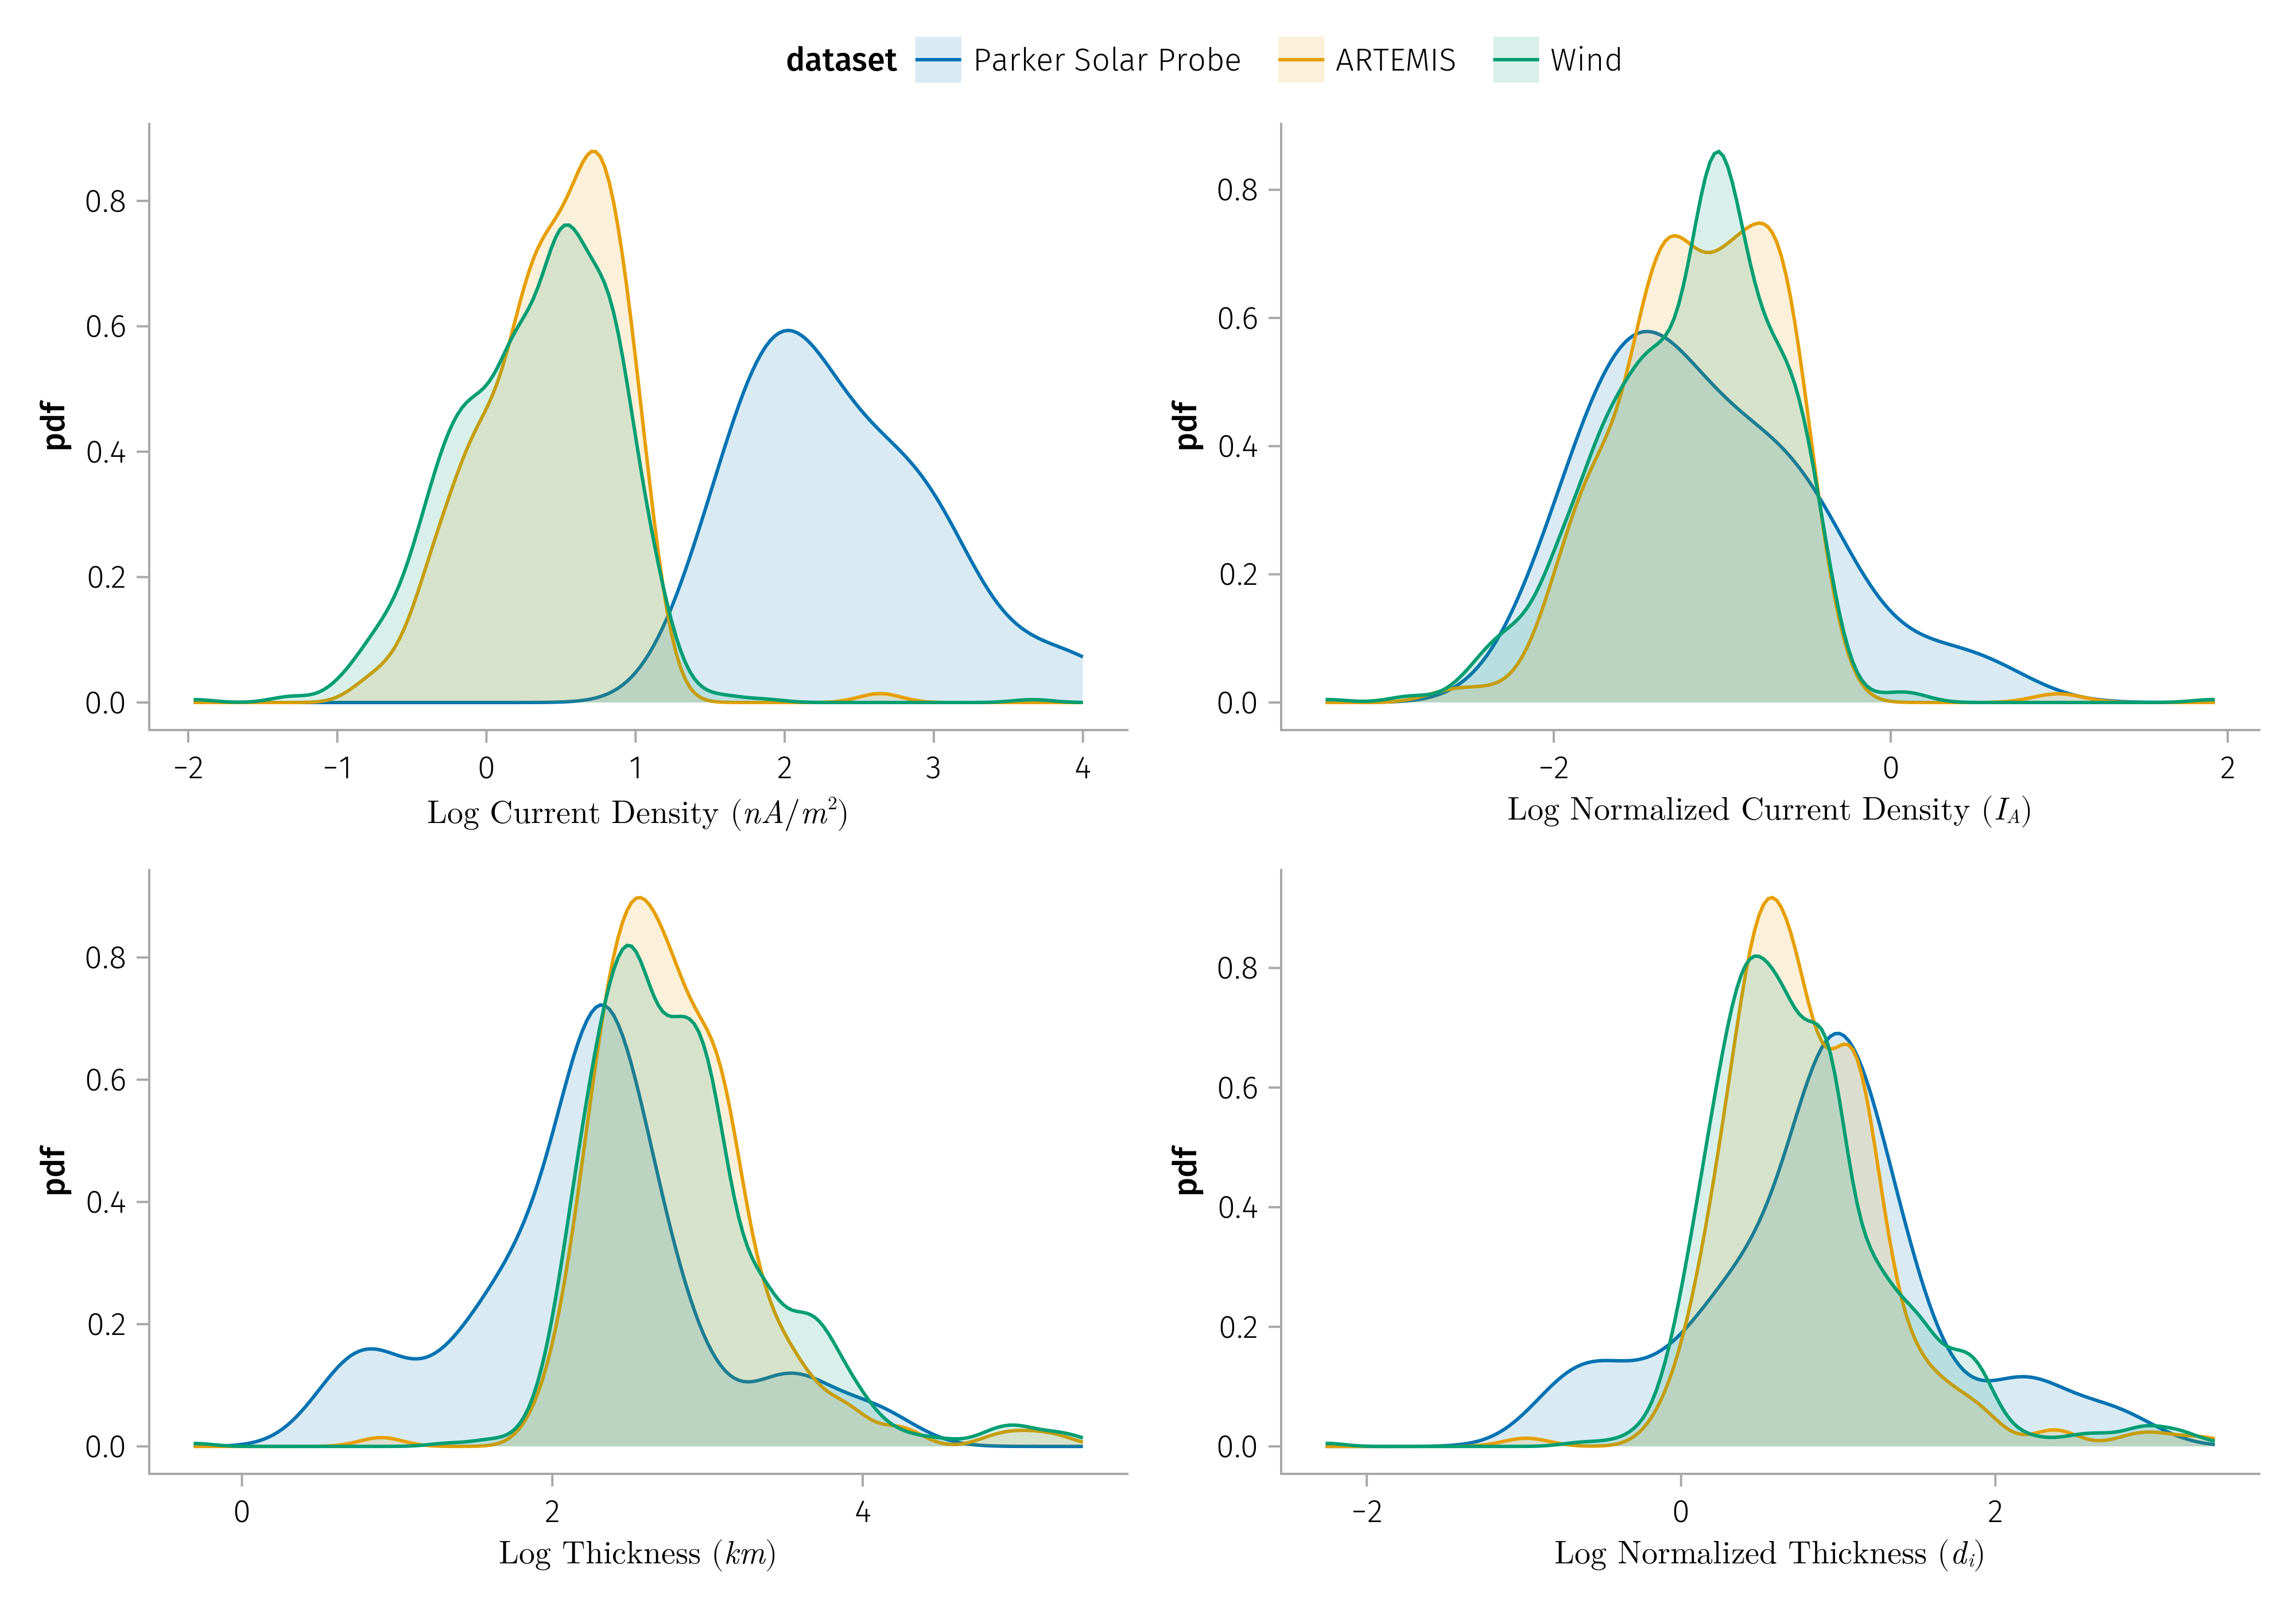 dataset Parker Solar Probe ARTEMIS Wind
pdf
0.8
0.6
0.4
0.2
0.0
−2 −1 0 1 2 3 4
Log Current Density (nA/m²)
pdf
0.8
0.6
0.4
0.2
0.0
−2 0 2
Log Normalized Current Density (I_A)
pdf
0.8
0.6
0.4
0.2
0.0
0 2 4
Log Thickness (km)
pdf
0.8
0.6
0.4
0.2
0.0
−2 0 2
Log Normalized Thickness (d_i)